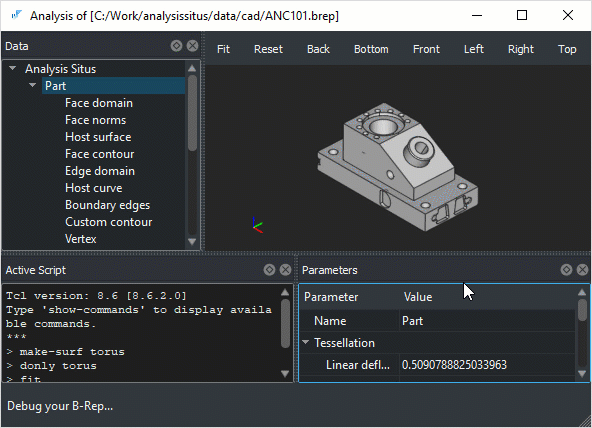 Analysis of [C:/Work/analysissitus/data/cad/ANC101.brep]
Data
Fit Reset Back Bottom Front Left Right Top
Analysis Situs
Part
Face domain
Face norms
Host surface
Face contour
Edge domain
Host curve
Boundary edges
Custom contour
Vertex
Active Script
Tcl version: 8.6 [8.6.2.0]
Type 'show-commands' to display availa
ble commands.
***
> make-surf torus
> donly torus
> fit
Parameters
Parameter Value
Name Part
Tessellation
Linear defl... 0.5090788825033963
Debug your B-Rep...